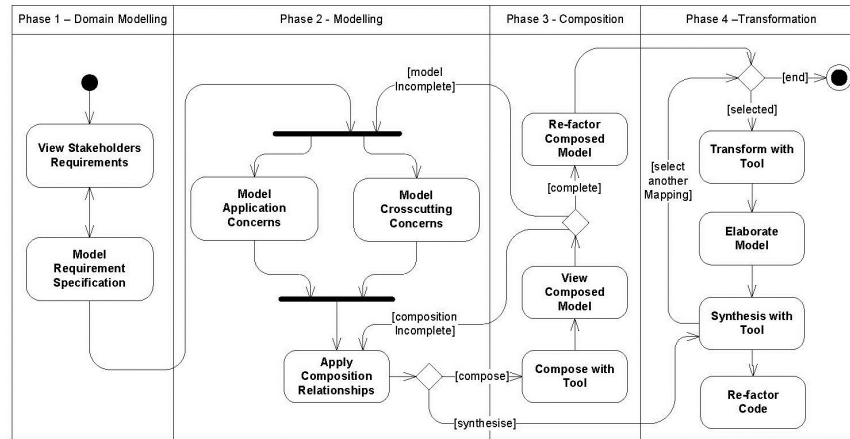 Phase 1 – Domain Modelling
Phase 2 - Modelling
Phase 3 - Composition
Phase 4 –Transformation
View Stakeholders
Requirements
Model
Requirement
Specification
[model
Incomplete]
Model
Application
Concerns
Model
Crosscutting
Concerns
[composition
Incomplete]
Apply
Composition
Relationships
[compose]
[synthesise]
Re-factor
Composed
Model
[complete]
View
Composed
Model
Compose with
Tool
[end]
[selected]
[select
another
Mapping]
Transform with
Tool
Elaborate
Model
Synthesis with
Tool
Re-factor
Code